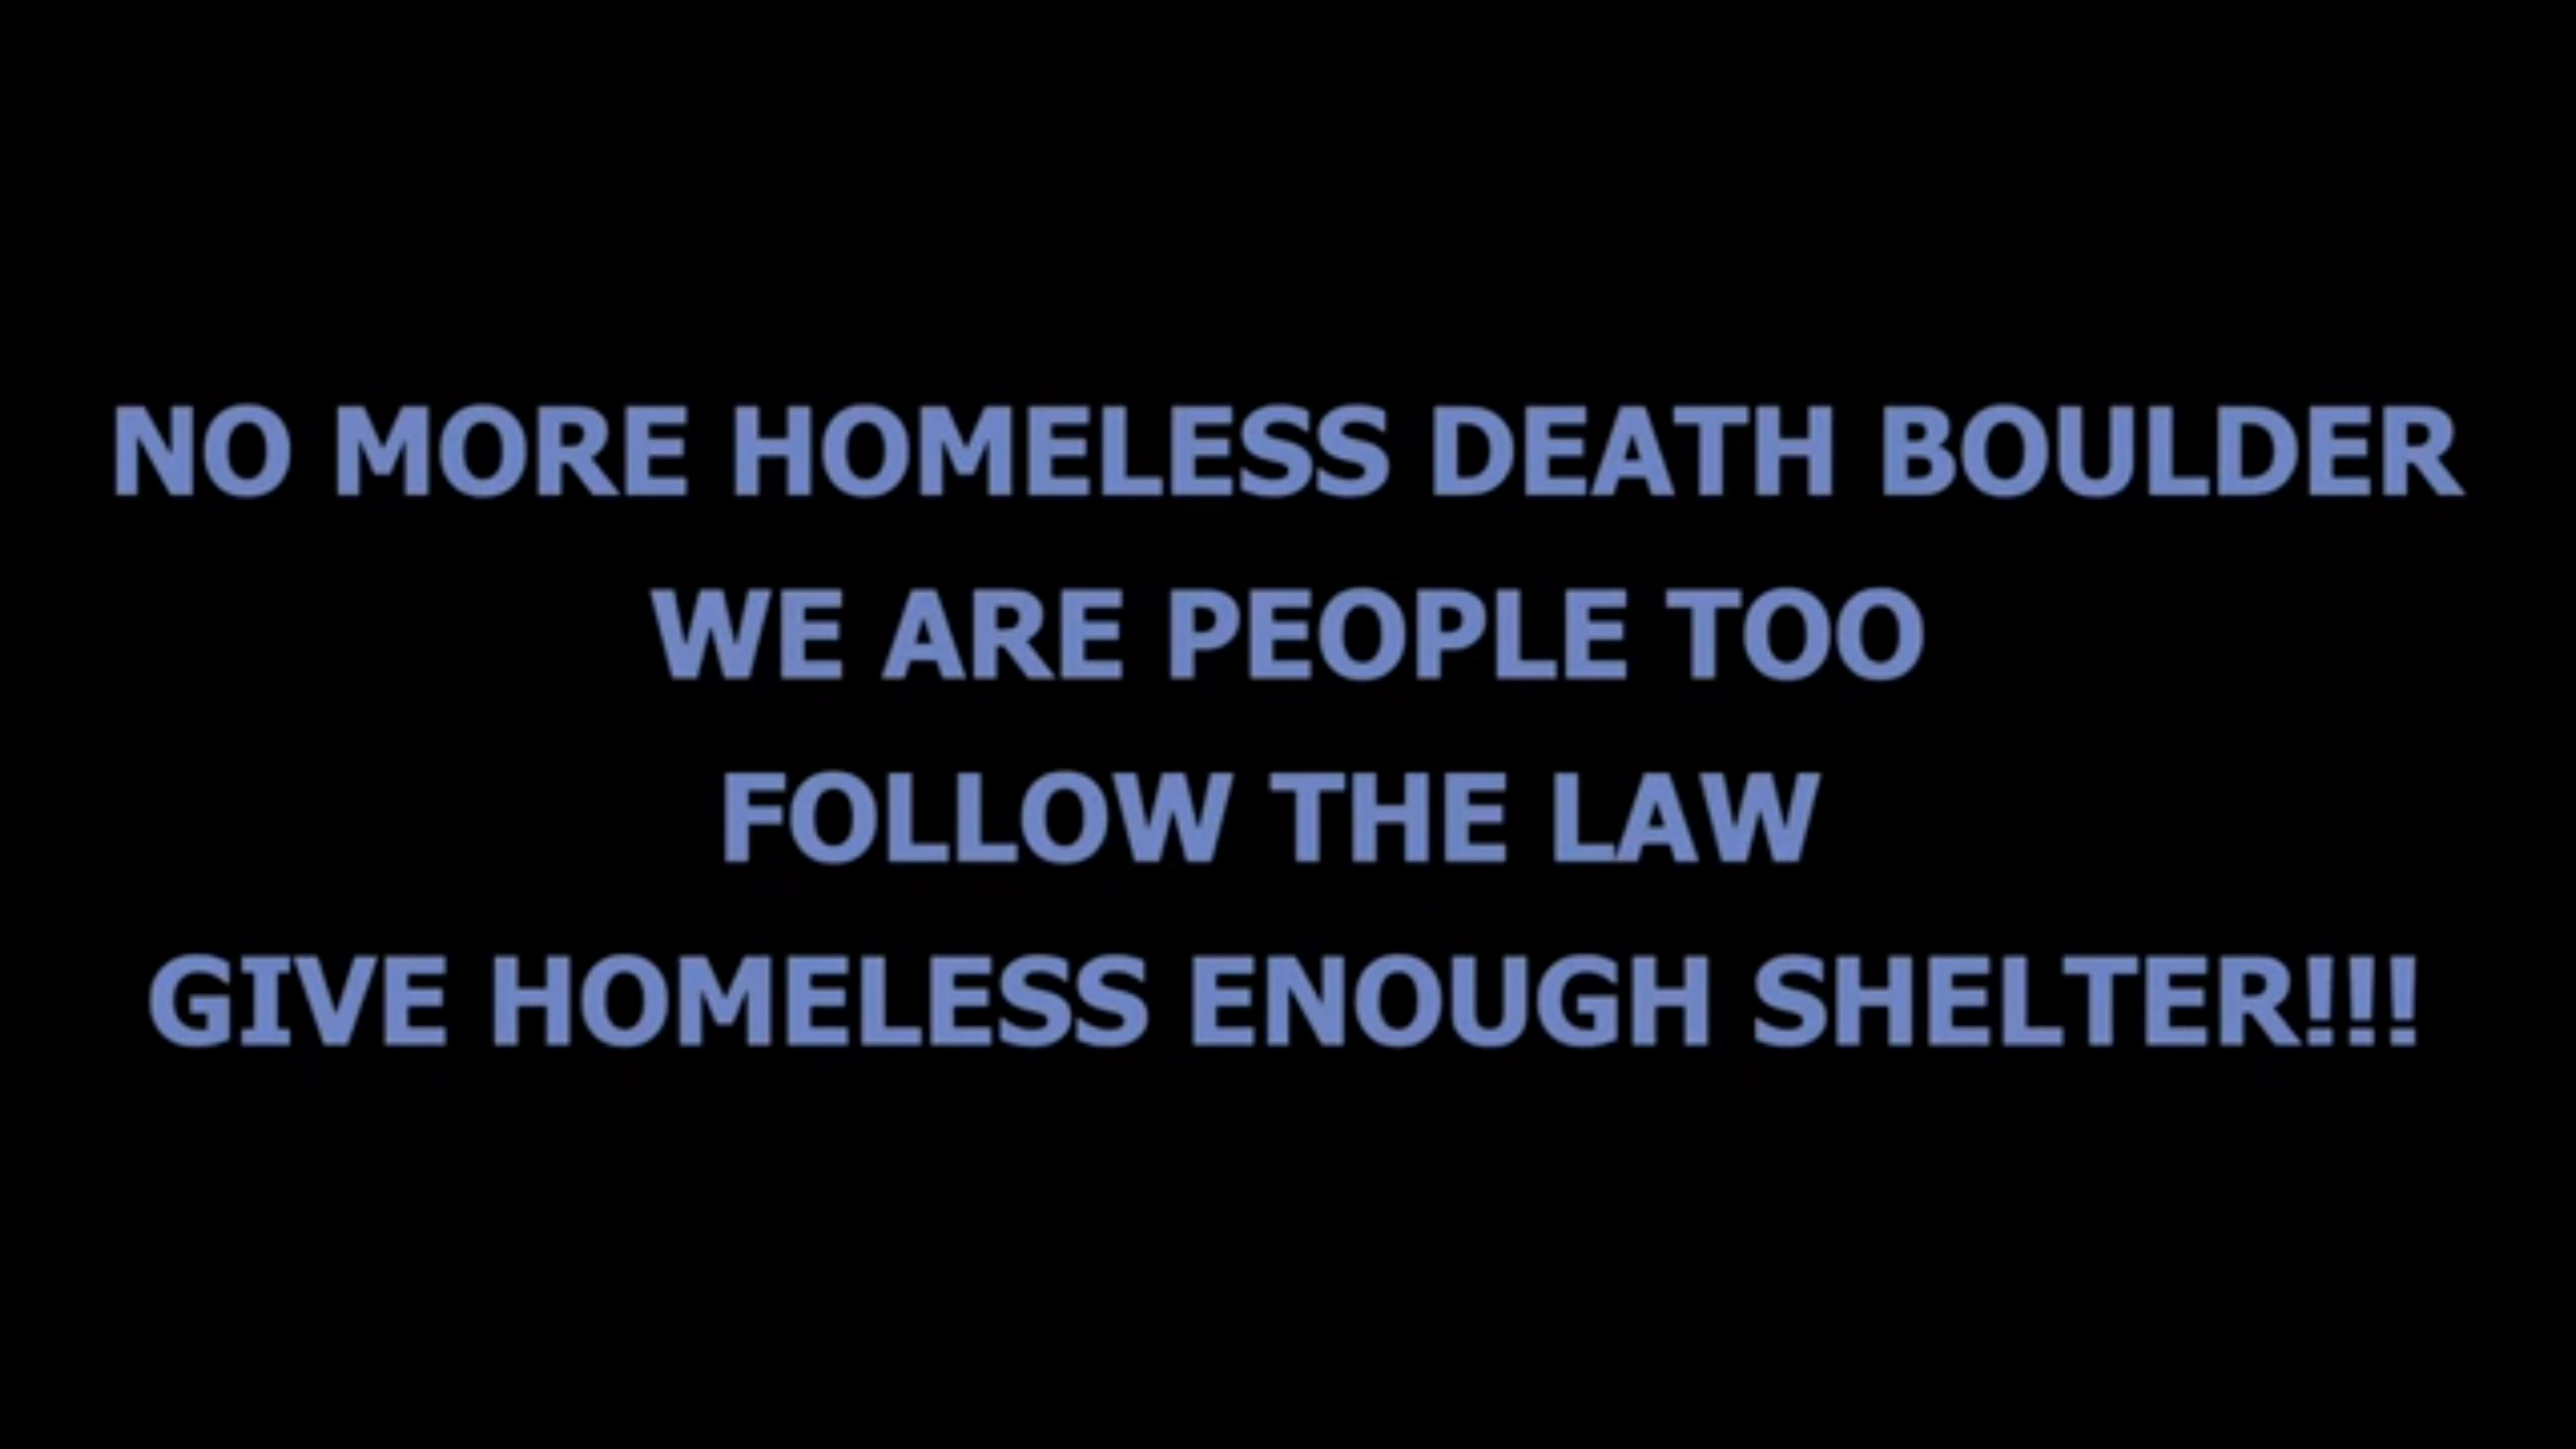 NO MORE HOMELESS DEATH BOULDER
WE ARE PEOPLE TOO
FOLLOW THE LAW
GIVE HOMELESS ENOUGH SHELTER!!!